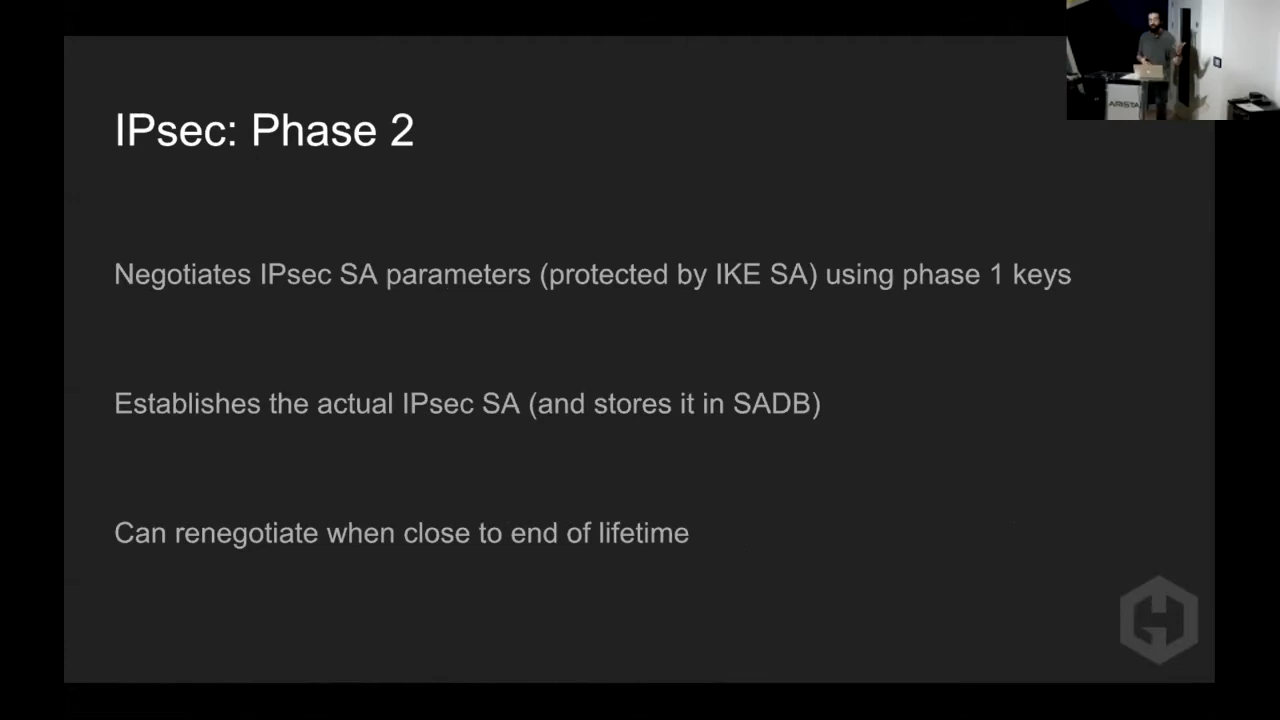 IPsec: Phase 2
Negotiates IPsec SA parameters (protected by IKE SA) using phase 1 keys
Establishes the actual IPsec SA (and stores it in SADB)
Can renegotiate when close to end of lifetime
ARISTA